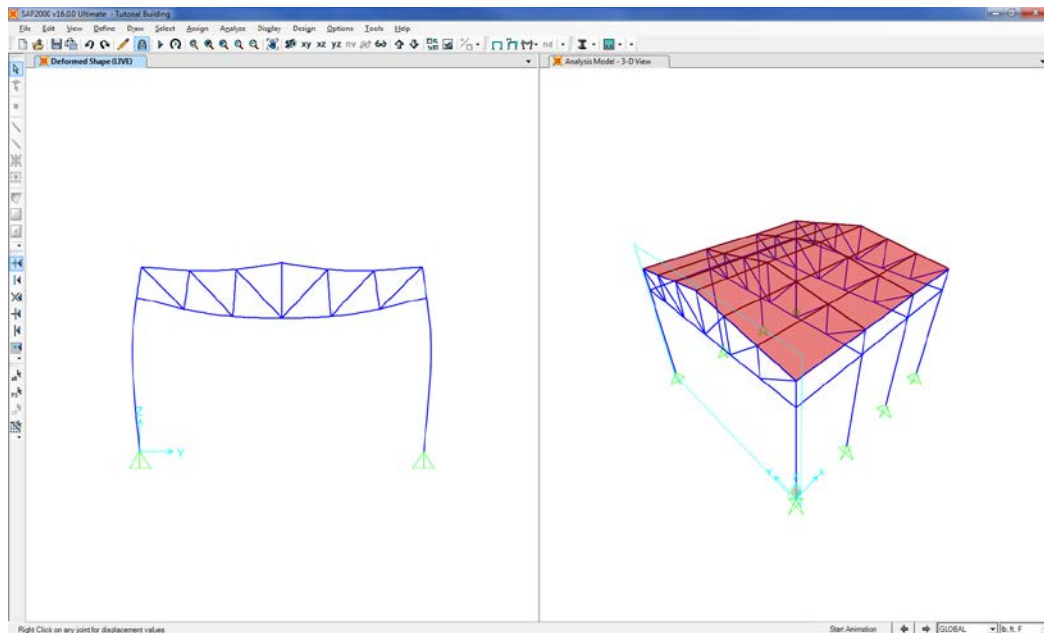 SAP2000 v16.0.0 Ultimate - Tutorial Building
File Edit View Define Draw Select Assign Analyze Display Design Options Tools Help
xy xz yz nv nd
Deformed Shape (LIVE)
Analysis Model - 3-D View
Z
Y
Y
X
Right Click on any joint for displacement values
Start Animation
GLOBAL
lb, ft, F